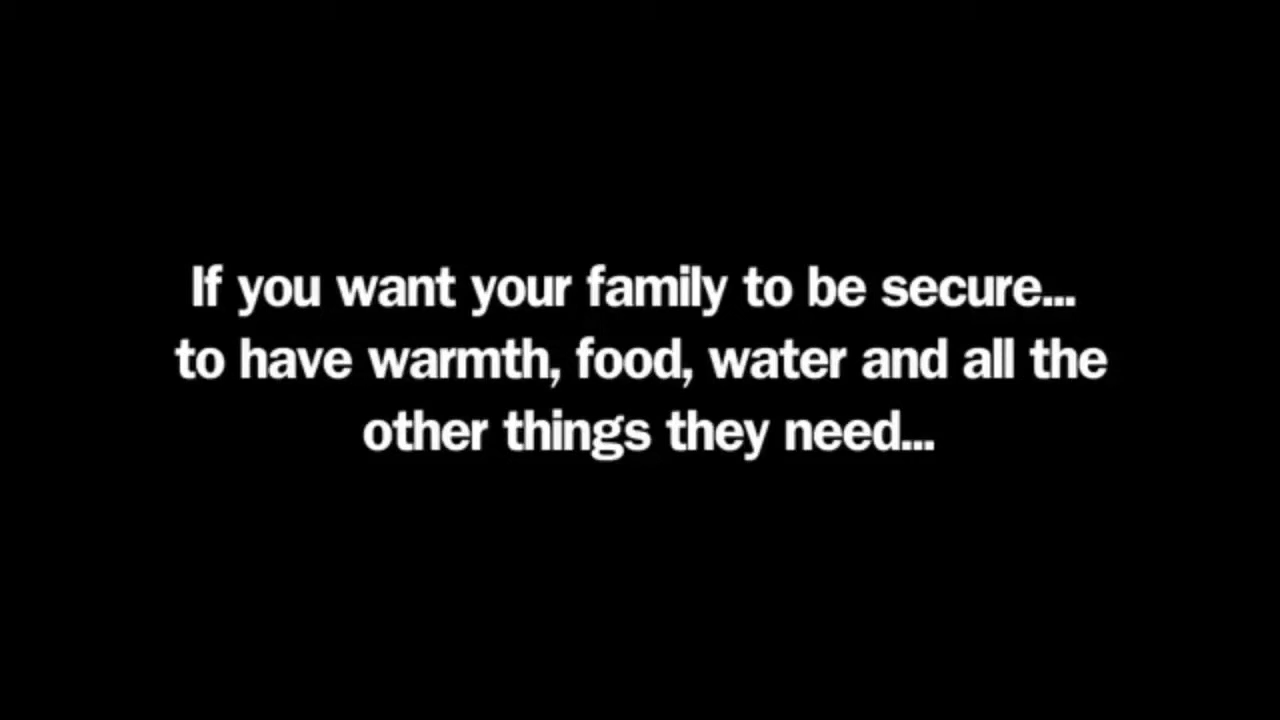 If you want your family to be secure...
to have warmth, food, water and all the
other things they need...